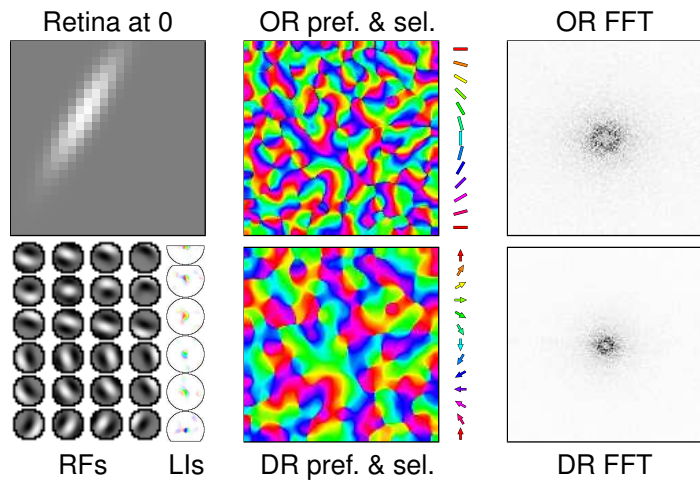 Retina at 0
OR pref. & sel.
OR FFT
RFs
LIs
DR pref. & sel.
DR FFT